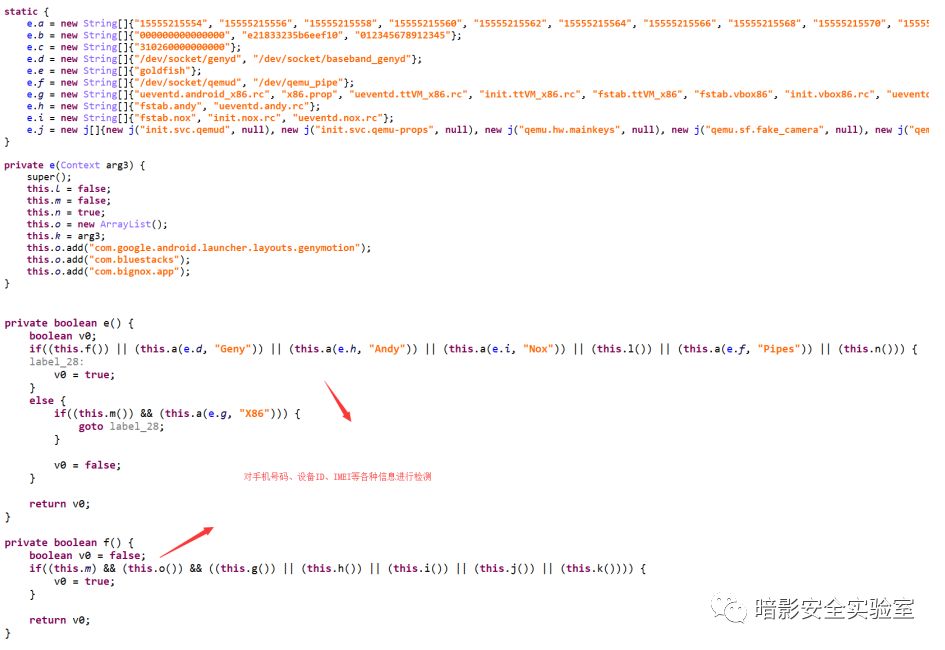 static {
e.a = new String[]{"15555215554", "15555215556", "15555215558", "15555215560", "15555215562", "15555215564", "15555215566", "15555215568", "15555215570", "15555
e.b = new String[]{"000000000000000", "e21833235b6eef10", "012345678912345"};
e.c = new String[]{"310260000000000"};
e.d = new String[]{"/dev/socket/genyd", "/dev/socket/baseband_genyd"};
e.e = new String[]{"goldfish"};
e.f = new String[]{"/dev/socket/qemud", "/dev/qemu_pipe"};
e.g = new String[]{"ueventd.android_x86.rc", "x86.prop", "ueventd.ttVM_x86.rc", "init.ttVM_x86.rc", "fstab.ttVM_x86", "fstab.vbox86", "init.vbox86.rc", "ueventd
e.h = new String[]{"fstab.andy", "ueventd.andy.rc"};
e.i = new String[]{"fstab.nox", "init.nox.rc", "ueventd.nox.rc"};
e.j = new j[]{new j("init.svc.qemud", null), new j("init.svc.qemu-props", null), new j("qemu.hw.mainkeys", null), new j("qemu.sf.fake_camera", null), new j("qem
}
private e(Context arg3) {
super();
this.l = false;
this.m = false;
this.n = true;
this.o = new ArrayList();
this.k = arg3;
this.o.add("com.google.android.launcher.layouts.genymotion");
this.o.add("com.bluestacks");
this.o.add("com.bignox.app");
}
private boolean e() {
boolean v0;
if((this.f()) || (this.a(e.d, "Geny")) || (this.a(e.h, "Andy")) || (this.a(e.i, "Nox")) || (this.l()) || (this.a(e.f, "Pipes")) || (this.n())) {
label_28:
v0 = true;
}
else {
if((this.m()) && (this.a(e.g, "X86"))) {
goto label_28;
}
v0 = false;
}
对手机号码、设备ID、IMEI等各种信息进行检测
return v0;
}
private boolean f() {
boolean v0 = false;
if((this.m) && (this.o()) && ((this.g()) || (this.h()) || (this.i()) || (this.j()) || (this.k()))) {
v0 = true;
}
return v0;
}
暗影安全实验室